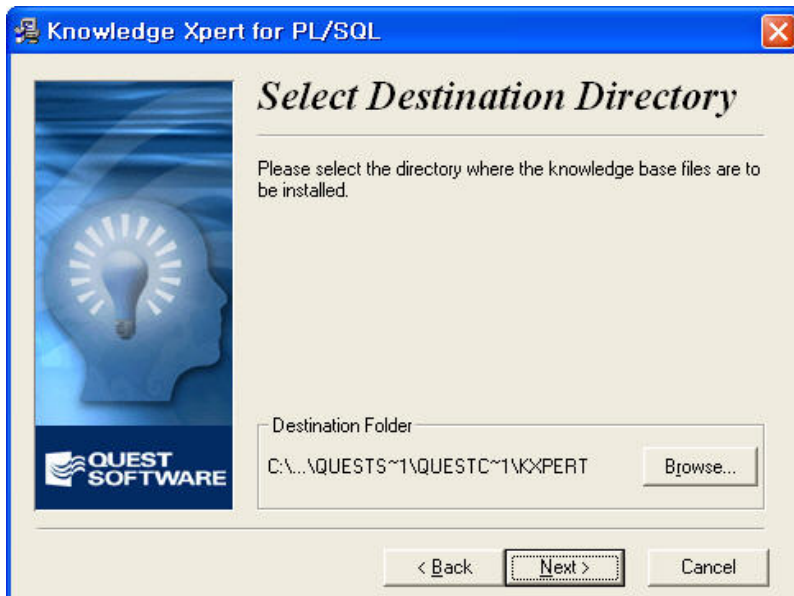 Knowledge Xpert for PL/SQL
Select Destination Directory
Please select the directory where the knowledge base files are to
be installed.
Destination Folder
C:\...\QUESTS~1\QUESTC~1\KXPERT
Browse...
QUEST
SOFTWARE
< Back
Next >
Cancel